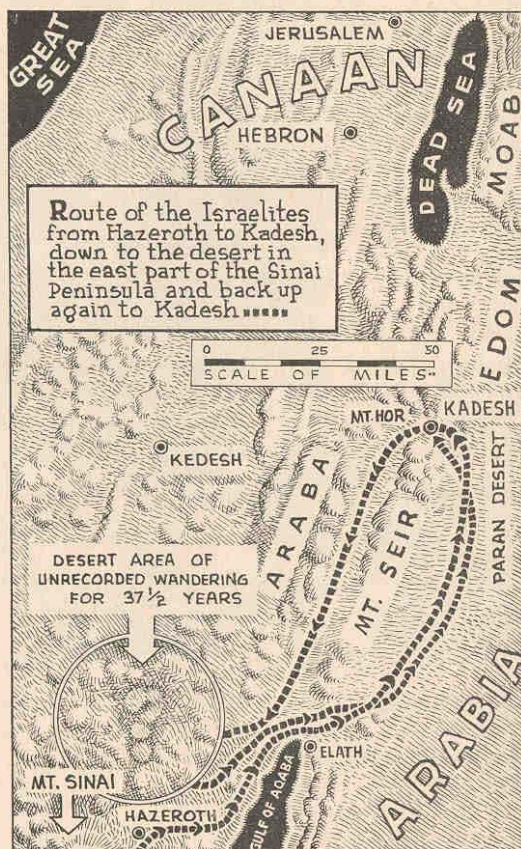 GREAT
SEA
JERUSALEM
CANAAN
HEBRON
DEAD SEA
MOAB
Route of the Israelites
from Hazeroth to Kadesh,
down to the desert in
the east part of the Sinai
Peninsula and back up
again to Kadesh
EDOM
0 25 50
SCALE OF MILES
MT. HOR
KADESH
KEDESH
ARABA
MT. SEIR
PARAN DESERT
DESERT AREA OF
UNRECORDED WANDERING
FOR 37 1/2 YEARS
ARABIA
ELATH
MT. SINAI
HAZEROTH
GULF OF AQABA